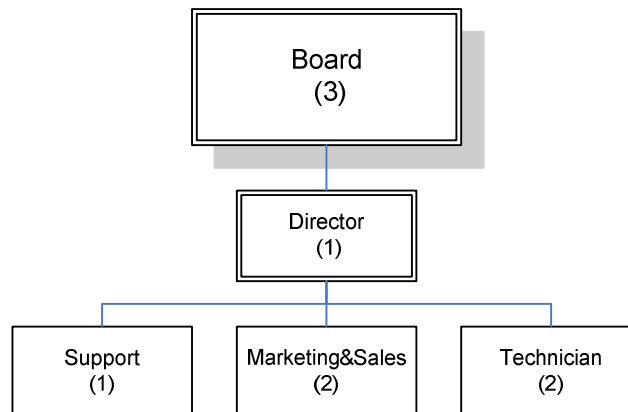 Board
(3)
Director
(1)
Support
(1)
Marketing&Sales
(2)
Technician
(2)